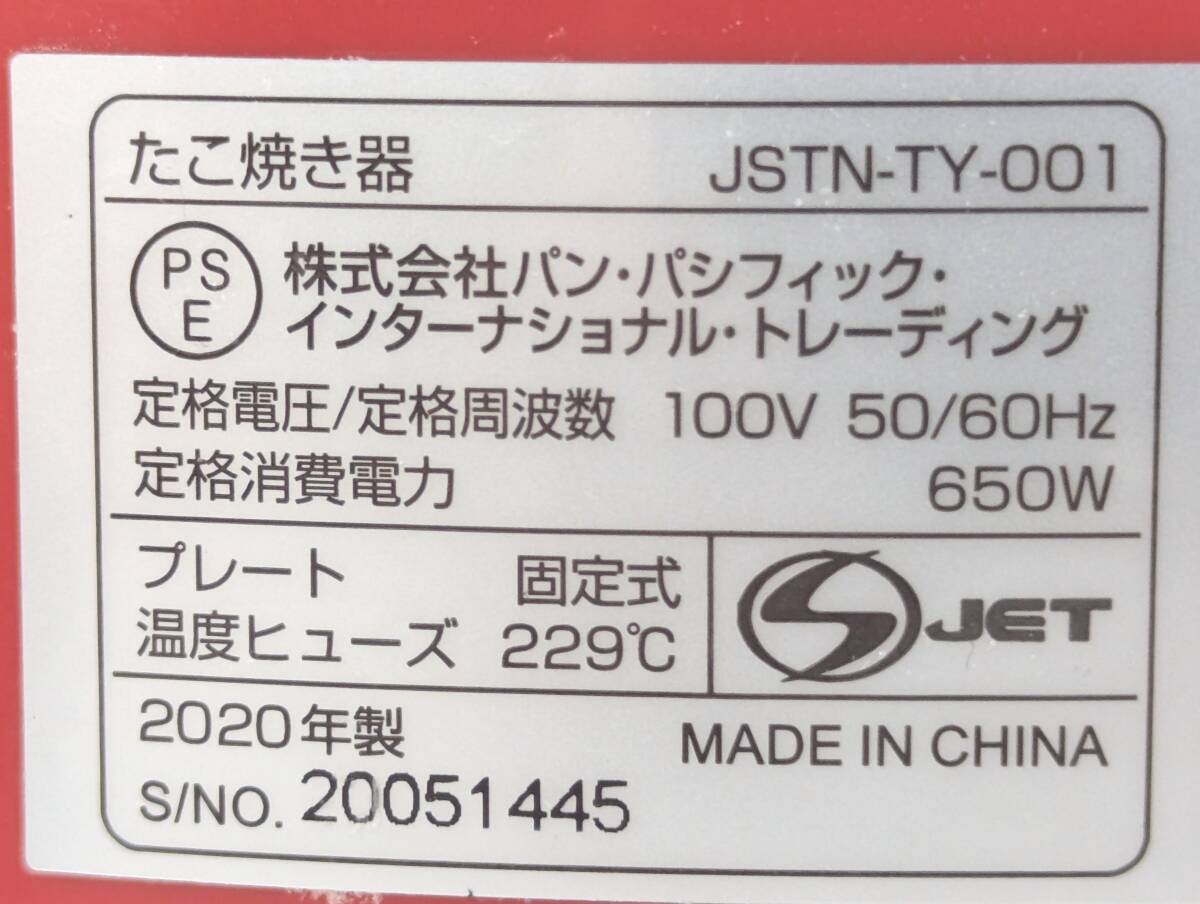 たこ焼き器 JSTN-TY-001
PS
E
株式会社パン・パシフィック・
インターナショナル・トレーディング
定格電圧/定格周波数 100V 50/60Hz
定格消費電力 650W
プレート 固定式
温度ヒューズ 229℃
S JET
2020年製 MADE IN CHINA
S/NO. 20051445